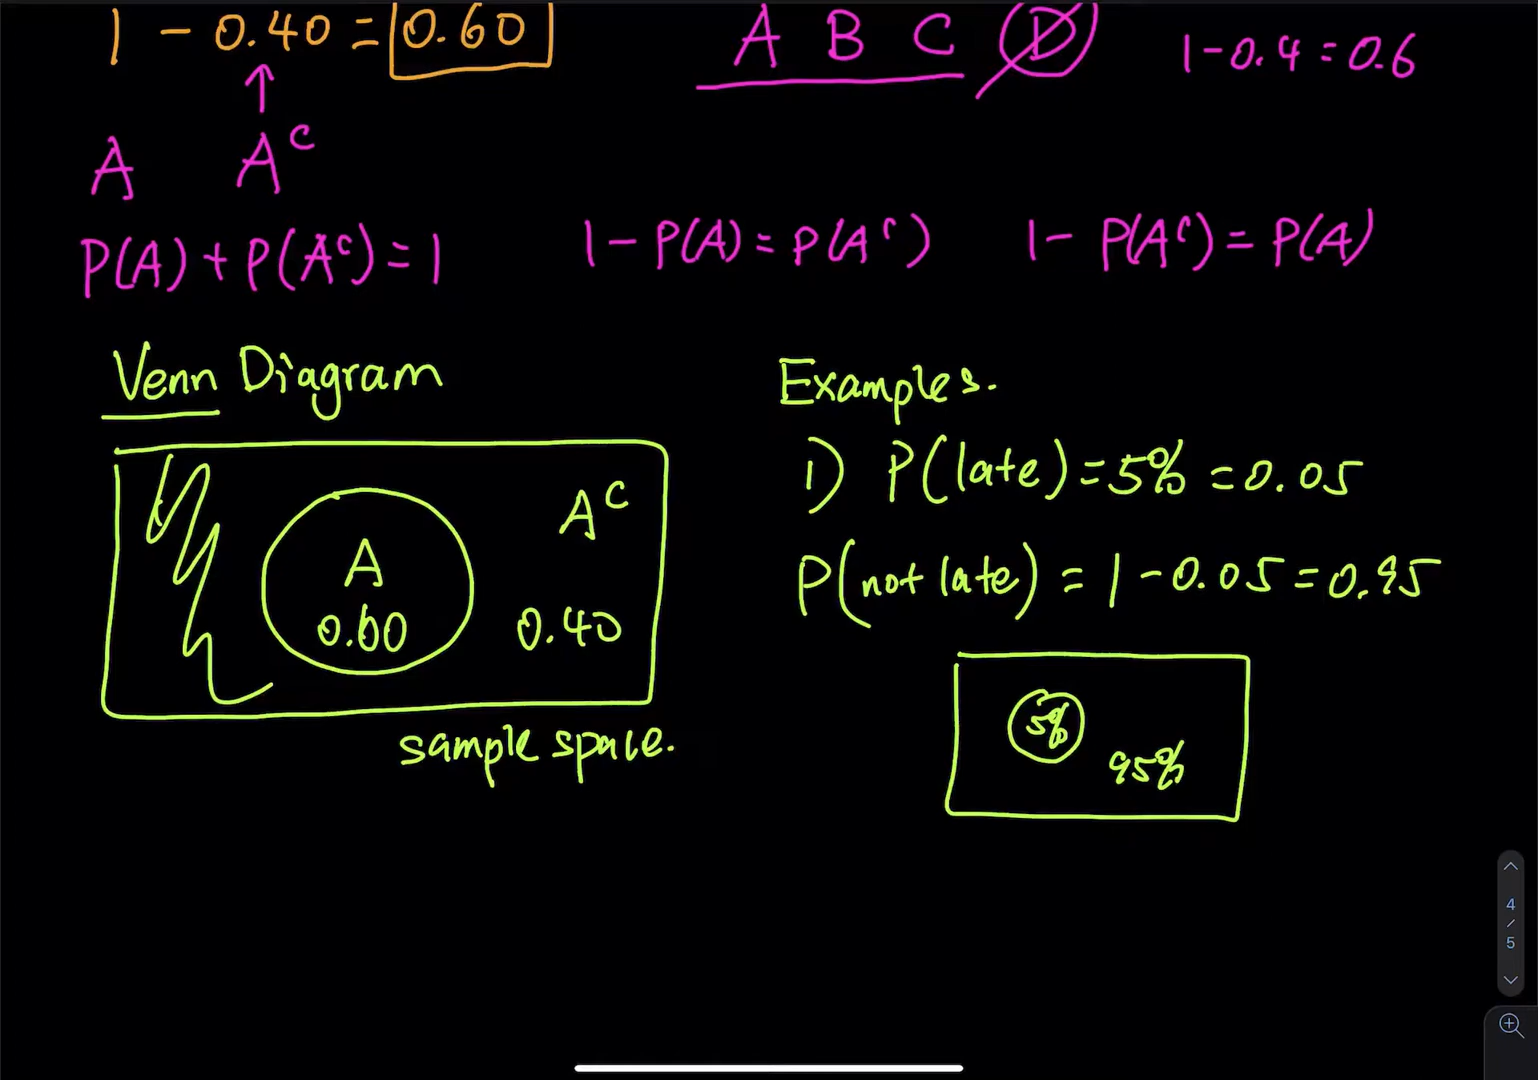 1 - 0.40 = 0.60
A B C D
1-0.4=0.6
A A^c
P(A) + P(A^c) = 1
1 - P(A) = P(A^c)
1 - P(A^c) = P(A)
Venn Diagram
A
0.60
A^c
0.40
sample space.
Examples.
1) P(late) = 5% = 0.05
P(not late) = 1 - 0.05 = 0.95
5%
95%
4
/
5